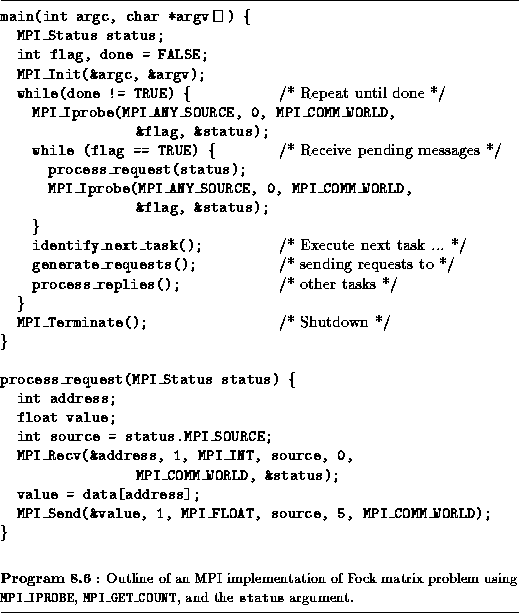 main(int argc, char *argv[]) {
MPI_Status status;
int flag, done = FALSE;
MPI_Init(&argc, &argv);
while(done != TRUE) { /* Repeat until done */
MPI_Iprobe(MPI_ANY_SOURCE, 0, MPI_COMM_WORLD,
&flag, &status);
while (flag == TRUE) { /* Receive pending messages */
process_request(status);
MPI_Iprobe(MPI_ANY_SOURCE, 0, MPI_COMM_WORLD,
&flag, &status);
}
identify_next_task(); /* Execute next task ... */
generate_requests(); /* sending requests to */
process_replies(); /* other tasks */
}
MPI_Terminate(); /* Shutdown */
}
process_request(MPI_Status status) {
int address;
float value;
int source = status.MPI_SOURCE;
MPI_Recv(&address, 1, MPI_INT, source, 0,
MPI_COMM_WORLD, &status);
value = data[address];
MPI_Send(&value, 1, MPI_FLOAT, source, 5, MPI_COMM_WORLD);
}
Program 8.6 : Outline of an MPI implementation of Fock matrix problem using
MPI_IPROBE, MPI_GET_COUNT, and the status argument.